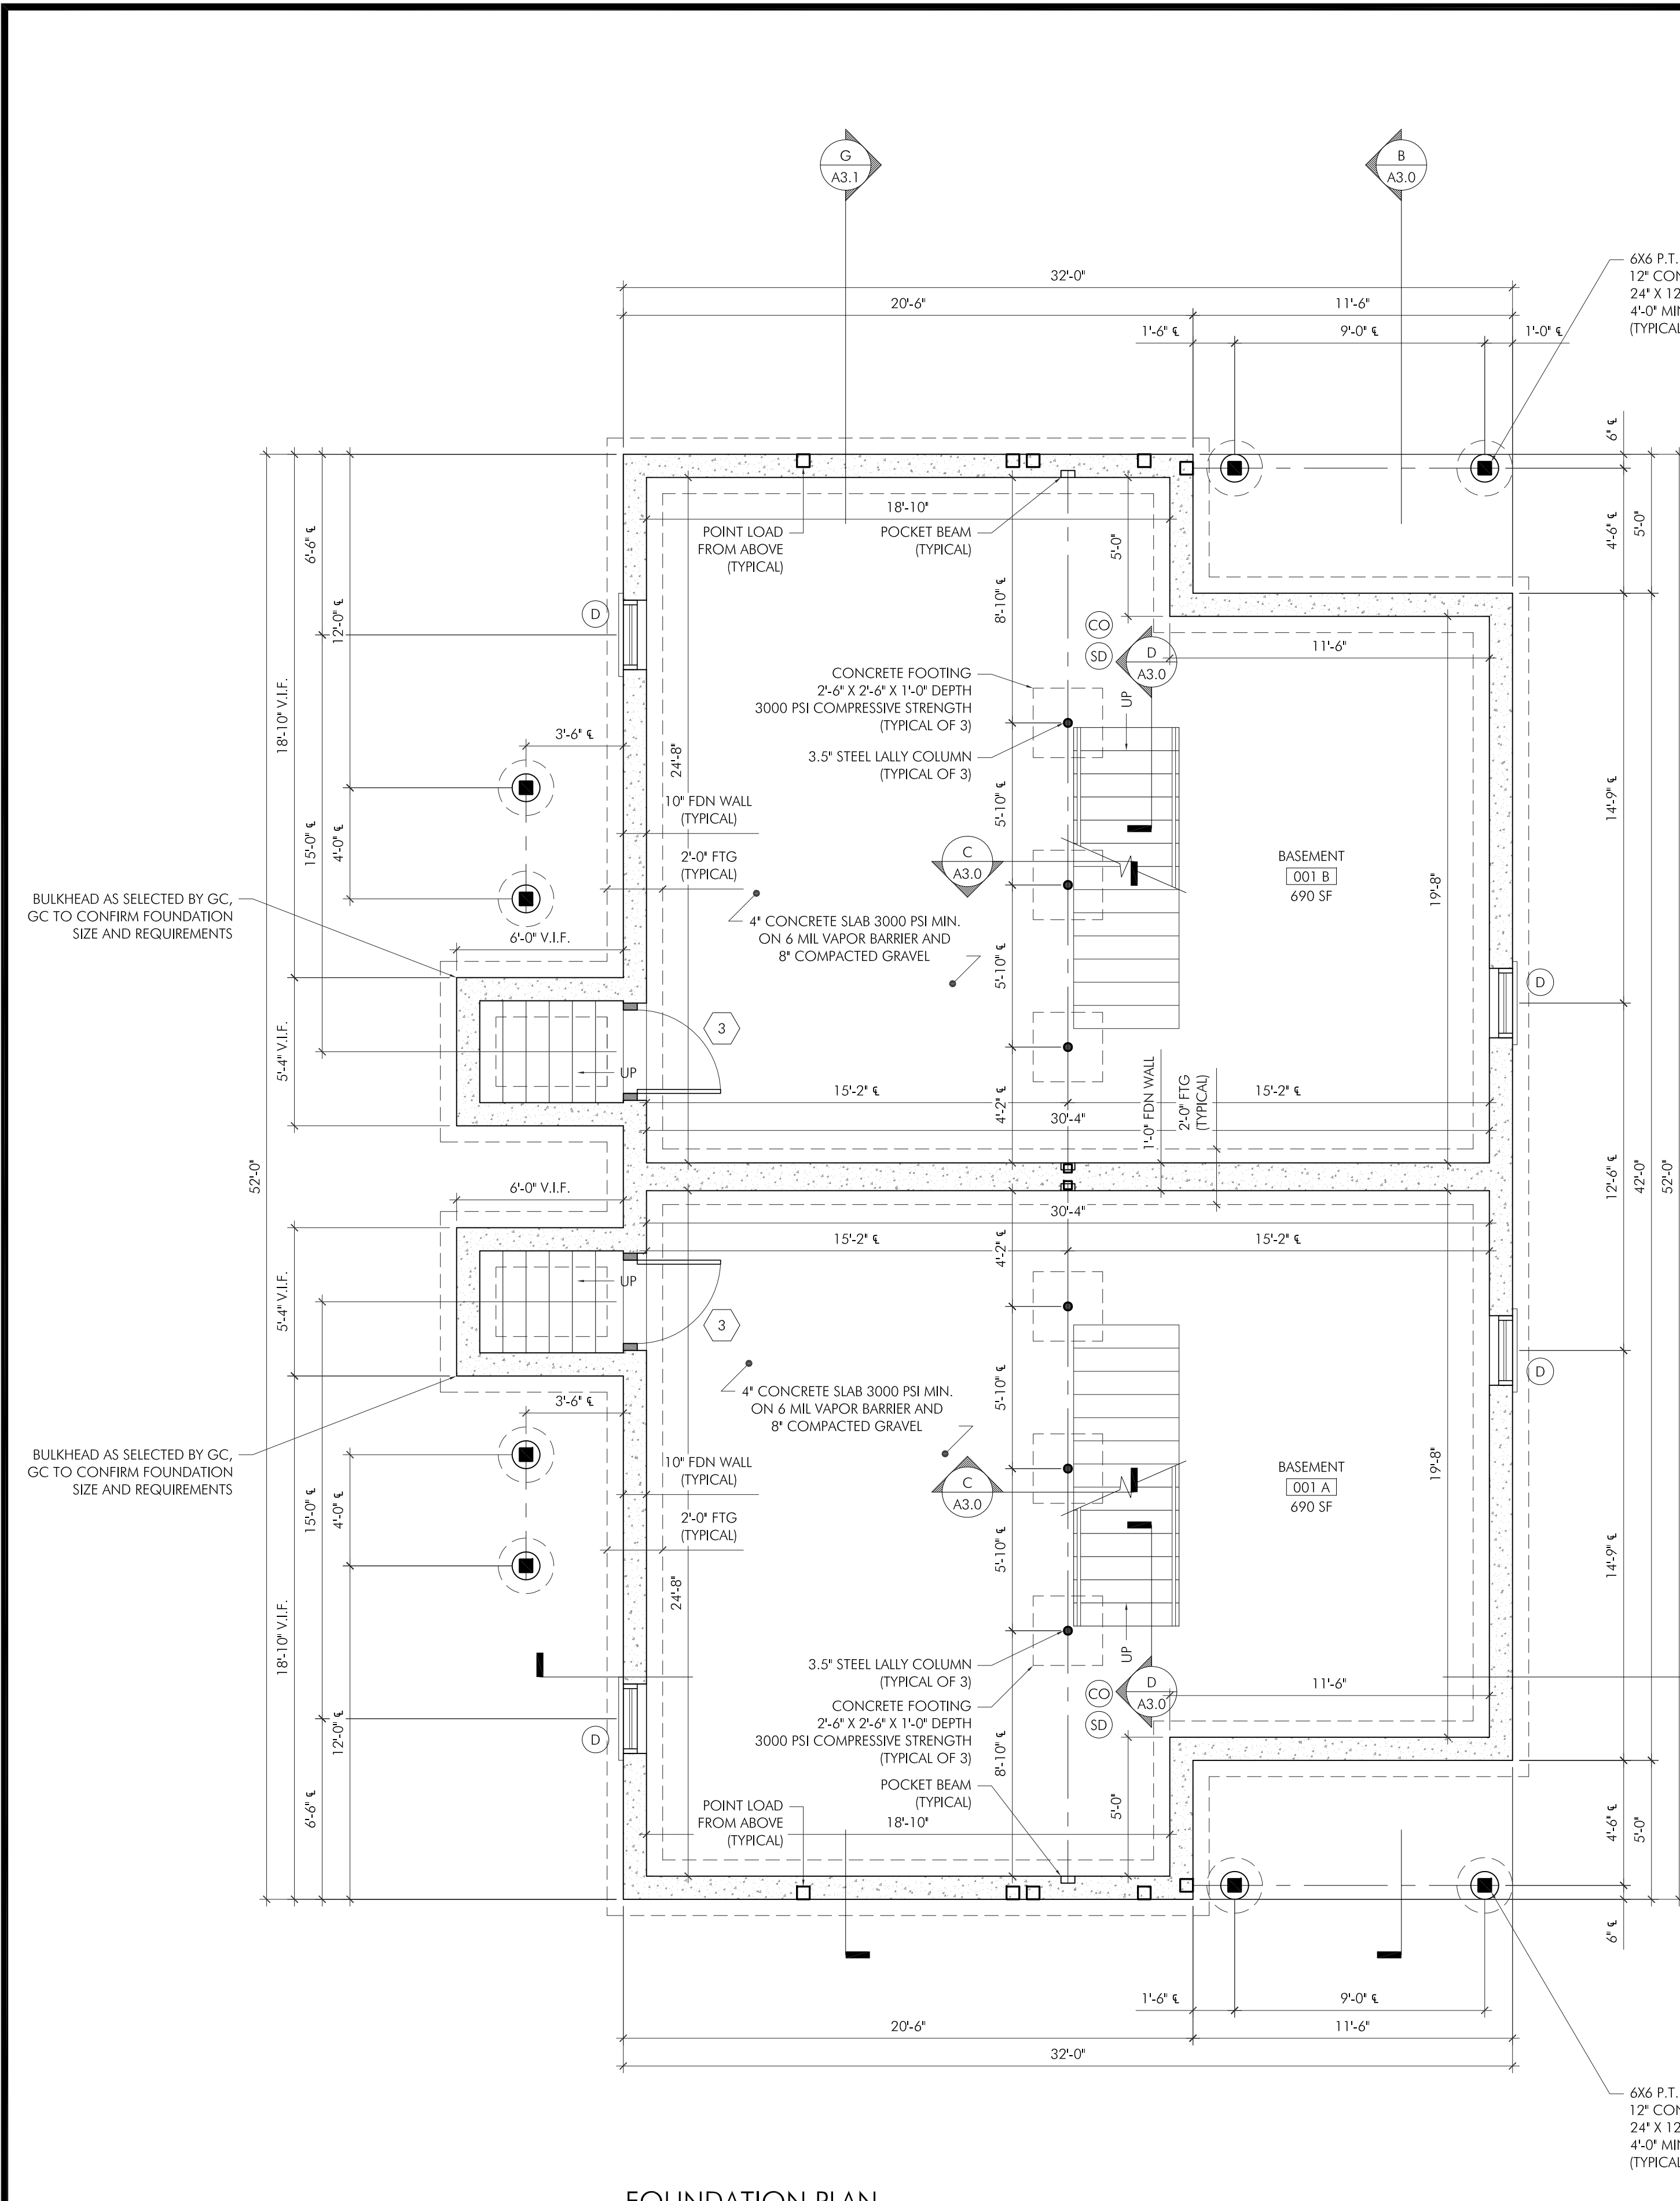 G
A3.1
B
A3.0
6X6 P.T.
12" CON
24" X 12
4'-0" MIN
(TYPICAL
32'-0"
20'-6"
11'-6"
1'-6" ℄
9'-0" ℄
1'-0" ℄
6" ℄
4'-6" ℄
5'-0"
18'-10"
POINT LOAD
FROM ABOVE
(TYPICAL)
POCKET BEAM
(TYPICAL)
5'-0"
6'-6" ℄
12'-0" ℄
18'-10" V.I.F.
D
8'-10" ℄
CO
SD
D
A3.0
UP
11'-6"
CONCRETE FOOTING
2'-6" X 2'-6" X 1'-0" DEPTH
3000 PSI COMPRESSIVE STRENGTH
(TYPICAL OF 3)
3.5" STEEL LALLY COLUMN
(TYPICAL OF 3)
3'-6" ℄
24'-8"
10" FDN WALL
(TYPICAL)
2'-0" FTG
(TYPICAL)
15'-0" ℄
4'-0" ℄
5'-10" ℄
C
A3.0
BASEMENT
001 B
690 SF
19'-8"
14'-9" ℄
BULKHEAD AS SELECTED BY GC,
GC TO CONFIRM FOUNDATION
SIZE AND REQUIREMENTS
4" CONCRETE SLAB 3000 PSI MIN.
ON 6 MIL VAPOR BARRIER AND
8" COMPACTED GRAVEL
6'-0" V.I.F.
5'-10" ℄
D
3
5'-4" V.I.F.
UP
15'-2" ℄
4'-2" ℄
30'-4"
1'-0" FDN WALL
2'-0" FTG
(TYPICAL)
15'-2" ℄
52'-0"
12'-6" ℄
42'-0"
52'-0"
6'-0" V.I.F.
30'-4"
15'-2" ℄
4'-2" ℄
15'-2" ℄
5'-4" V.I.F.
UP
3
D
4" CONCRETE SLAB 3000 PSI MIN.
ON 6 MIL VAPOR BARRIER AND
8" COMPACTED GRAVEL
5'-10" ℄
3'-6" ℄
BULKHEAD AS SELECTED BY GC,
GC TO CONFIRM FOUNDATION
SIZE AND REQUIREMENTS
10" FDN WALL
(TYPICAL)
2'-0" FTG
(TYPICAL)
C
A3.0
BASEMENT
001 A
690 SF
19'-8"
15'-0" ℄
4'-0" ℄
5'-10" ℄
14'-9" ℄
24'-8"
18'-10" V.I.F.
UP
3.5" STEEL LALLY COLUMN
(TYPICAL OF 3)
CONCRETE FOOTING
2'-6" X 2'-6" X 1'-0" DEPTH
3000 PSI COMPRESSIVE STRENGTH
(TYPICAL OF 3)
CO
SD
D
A3.0
11'-6"
D
12'-0" ℄
8'-10" ℄
6'-6" ℄
POCKET BEAM
(TYPICAL)
POINT LOAD
FROM ABOVE
(TYPICAL)
18'-10"
5'-0"
4'-6" ℄
5'-0"
6" ℄
1'-6" ℄
9'-0" ℄
20'-6"
11'-6"
32'-0"
6X6 P.T.
12" CON
24" X 12
4'-0" MIN
(TYPICAL
FOUNDATION PLAN